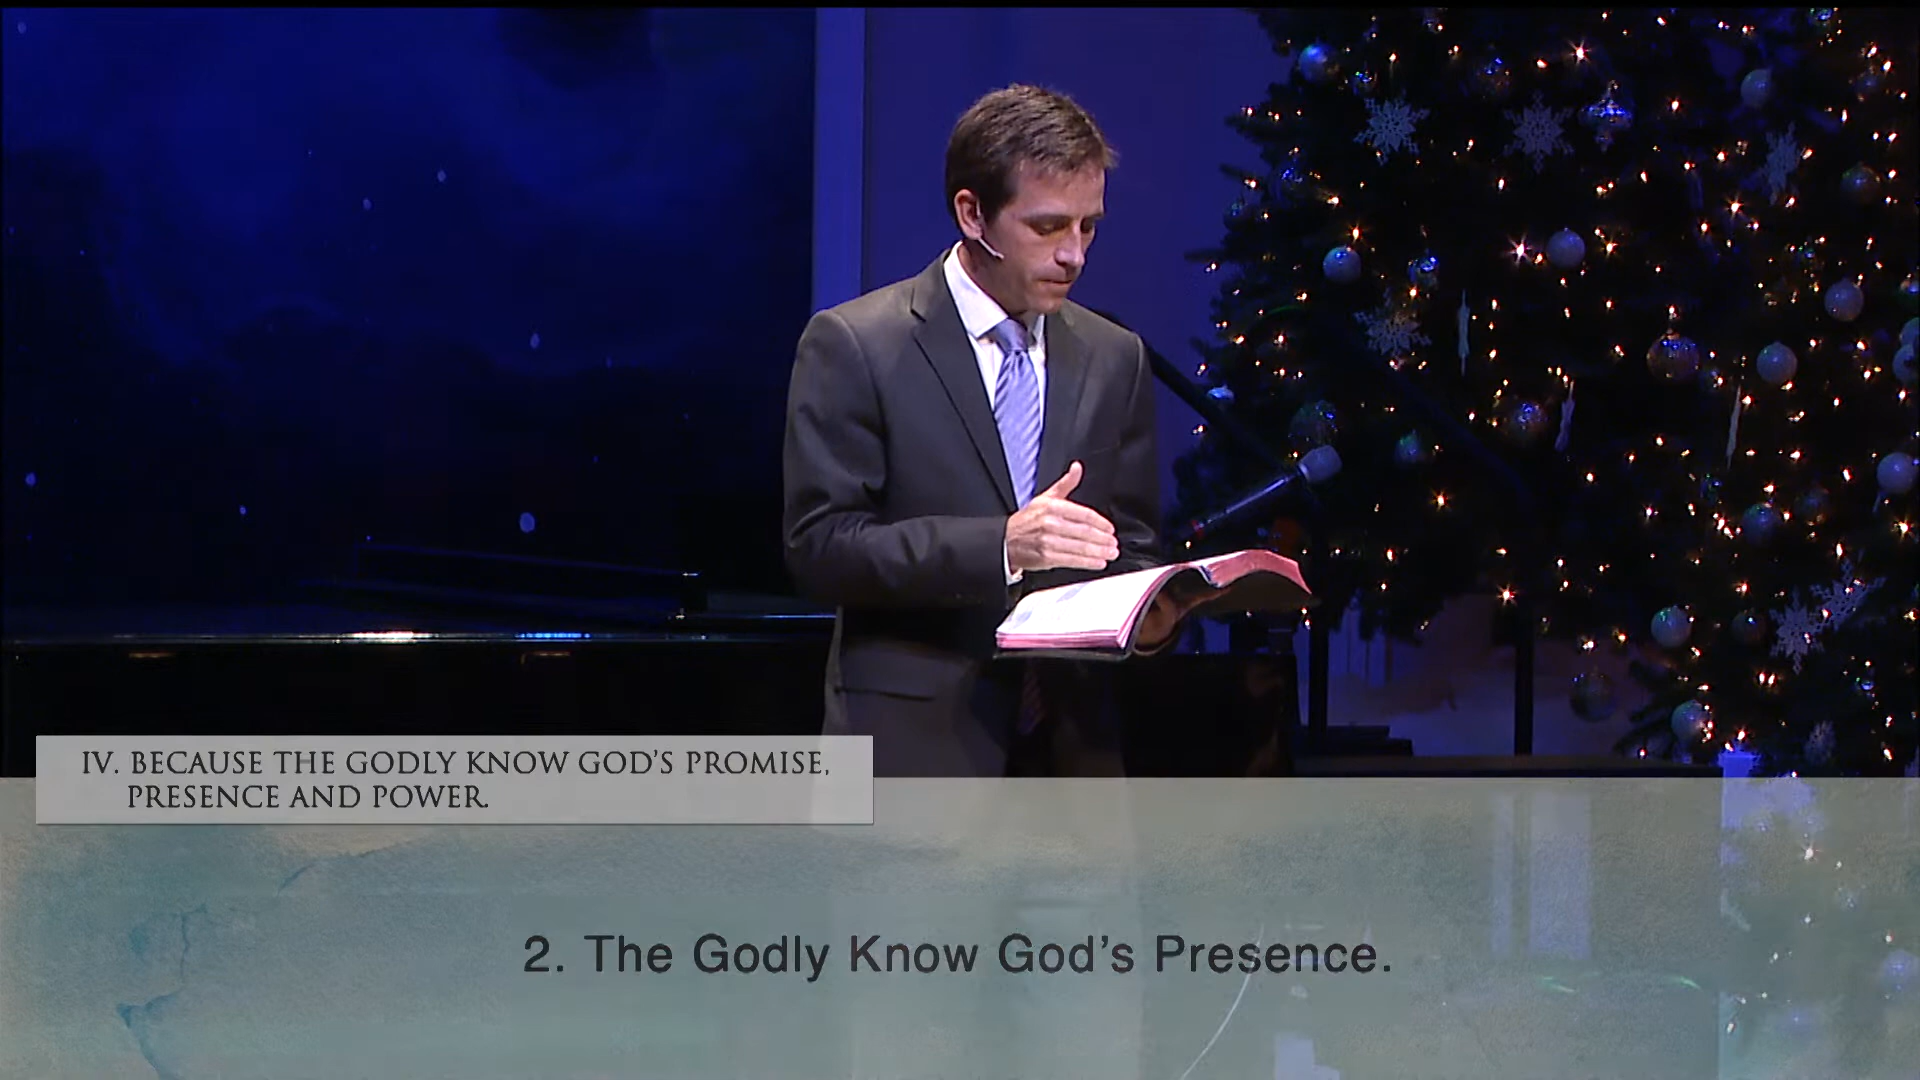 IV. BECAUSE THE GODLY KNOW GOD’S PROMISE,
PRESENCE AND POWER.
2. The Godly Know God’s Presence.